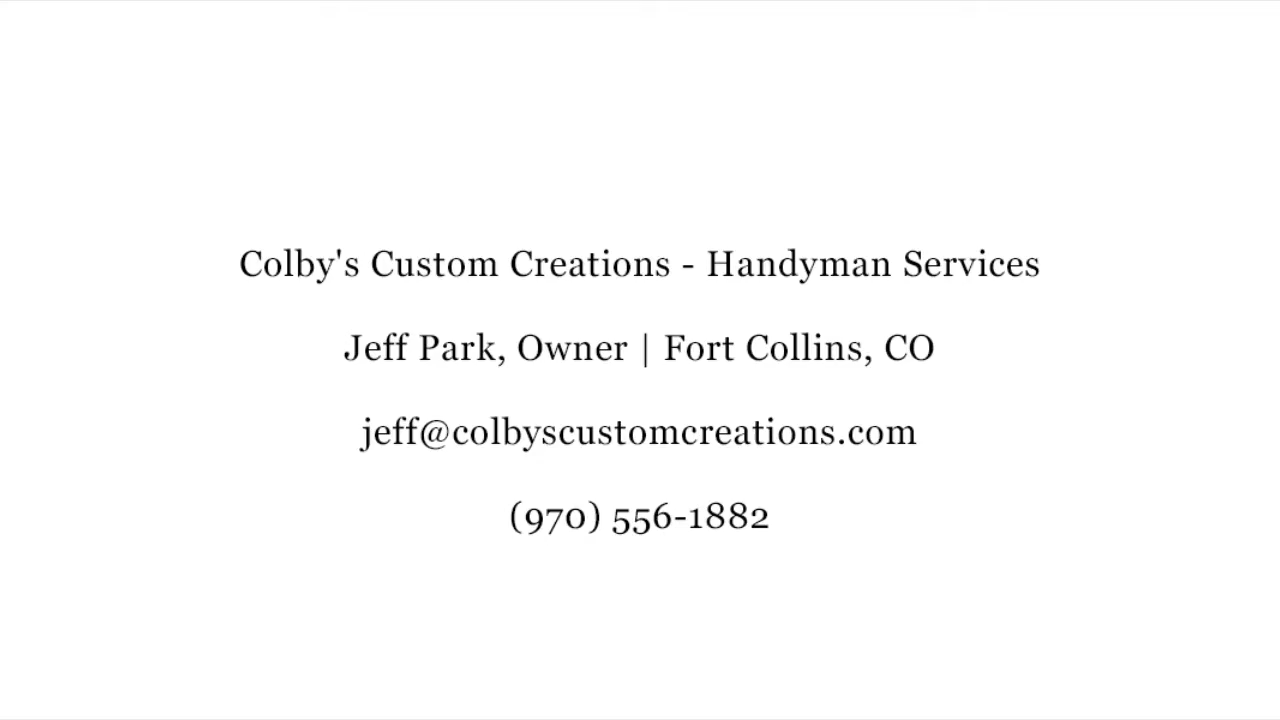 Colby's Custom Creations - Handyman Services
Jeff Park, Owner | Fort Collins, CO
jeff@colbyscustomcreations.com
(970) 556-1882